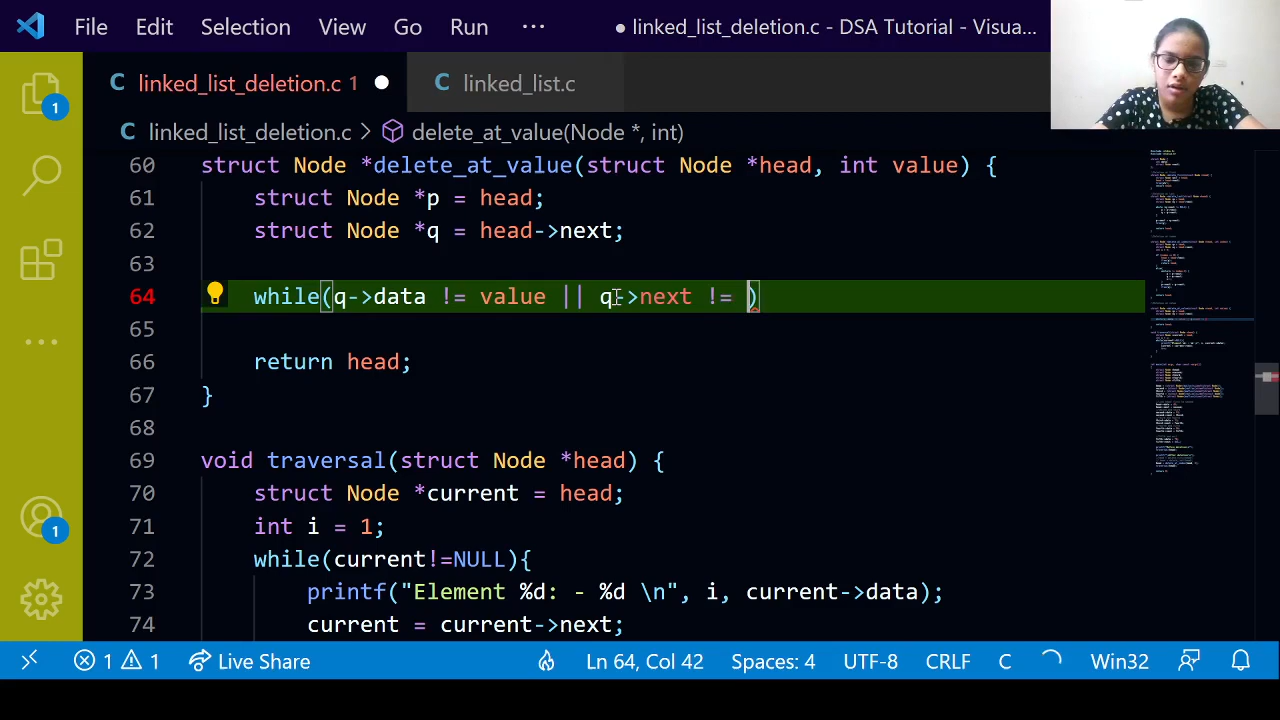 File Edit Selection View Go Run ··· ● linked_list_deletion.c - DSA Tutorial - Visua...
C linked_list_deletion.c 1 ● C linked_list.c
C linked_list_deletion.c > delete_at_value(Node *, int)
60 struct Node *delete_at_value(struct Node *head, int value) {
61 struct Node *p = head;
62 struct Node *q = head->next;
63
64 while(q->data != value || q->next != )
65
66 return head;
67 }
68
69 void traversal(struct Node *head) {
70 struct Node *current = head;
71 int i = 1;
72 while(current!=NULL){
73 printf("Element %d: - %d \n", i, current->data);
74 current = current->next;
1
1
1 1 Live Share Ln 64, Col 42 Spaces: 4 UTF-8 CRLF C Win32